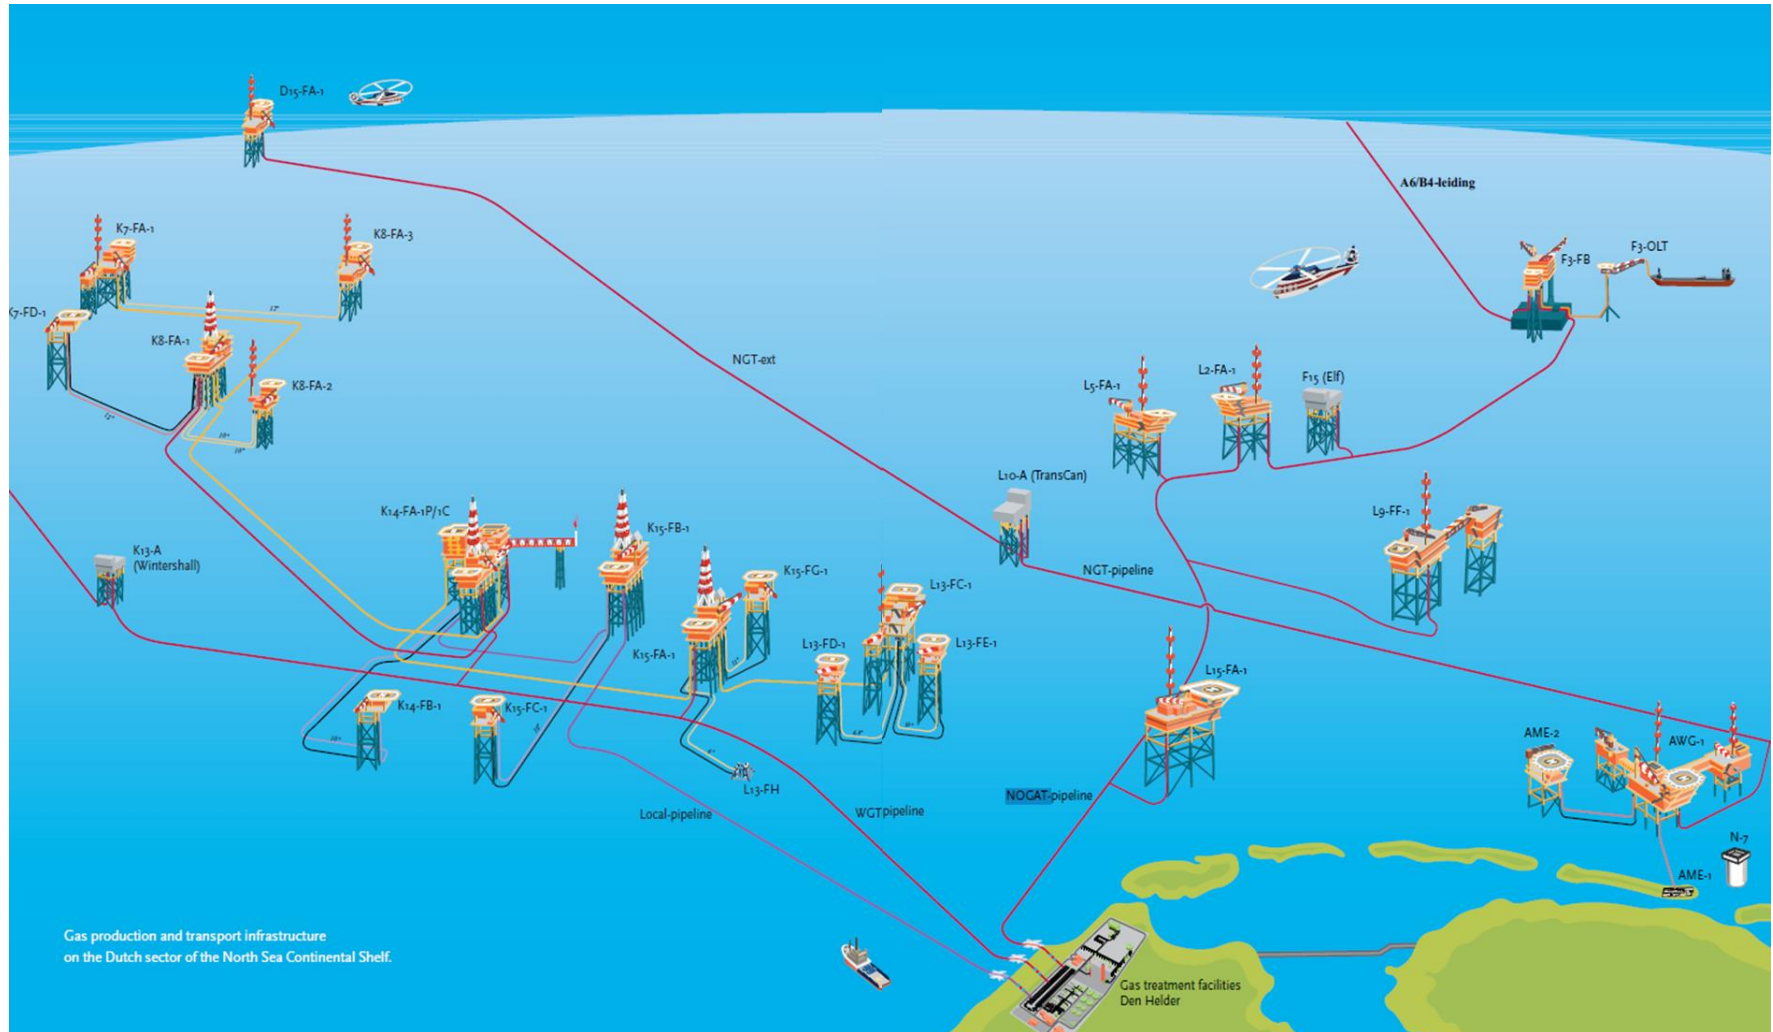 D15-FA-1
A6/B4-leiding
K7-FA-1
K8-FA-3
F3-FB
F3-OLT
K7-FD-1
K8-FA-1
K8-FA-2
NGT-ext
L5-FA-1
L2-FA-1
F15 (Elf)
L10-A (TransCan)
L9-FF-1
K14-FA-1P/1C
K15-FB-1
K13-A
(Wintershall)
NGT-pipeline
K15-FG-1
L13-FC-1
K15-FA-1
L13-FD-1
L13-FE-1
L15-FA-1
K14-FB-1
K15-FC-1
L13-FH
AME-2
AWG-1
NOGAT-pipeline
Local-pipeline
WGT pipeline
N-7
AME-1
Gas production and transport infrastructure
on the Dutch sector of the North Sea Continental Shelf.
Gas treatment facilities
Den Helder